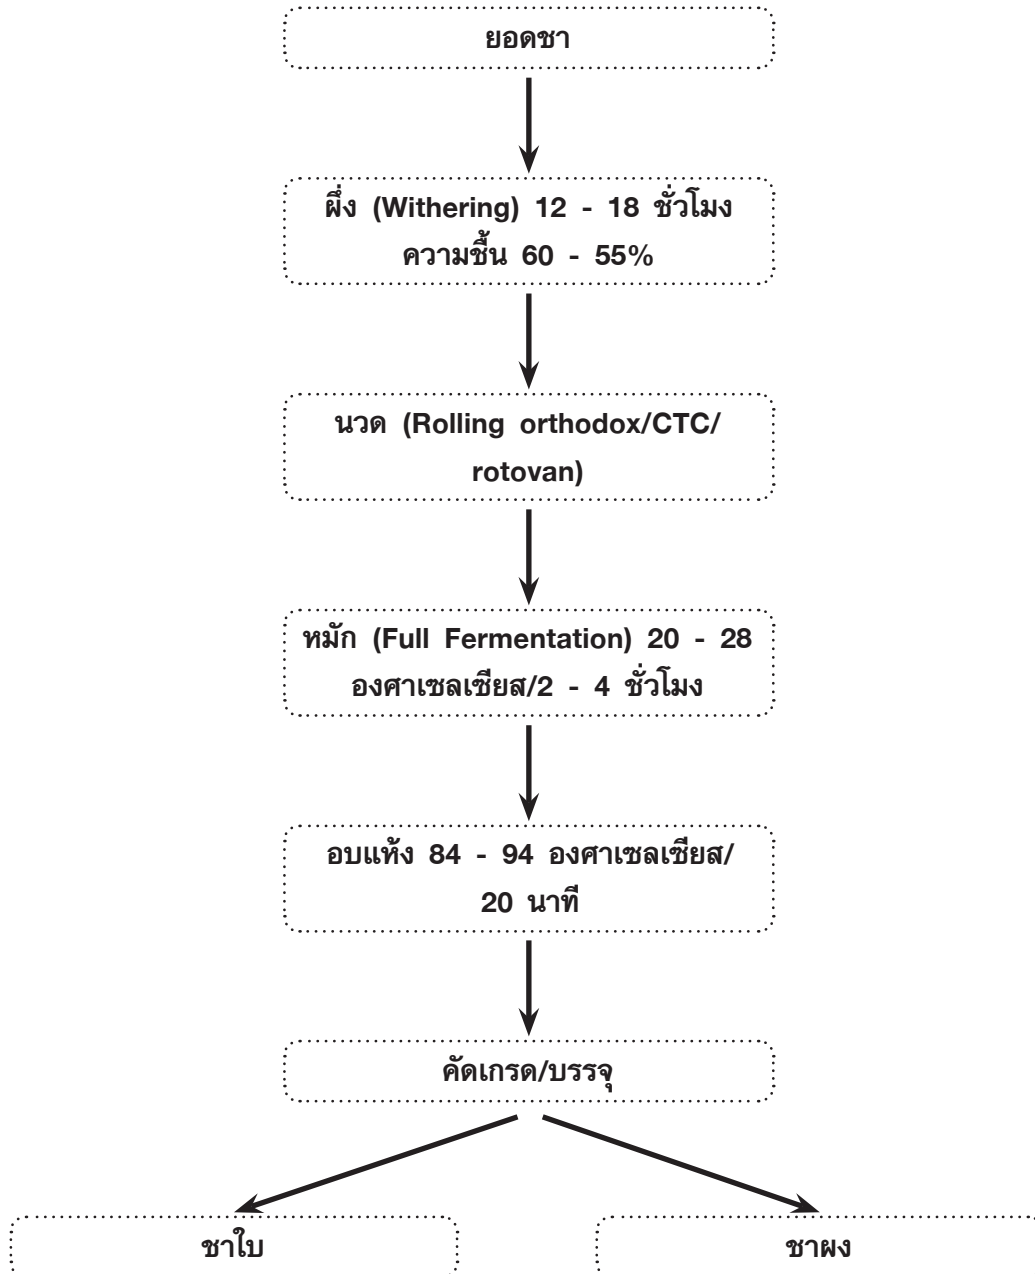 ยอดชา
ผึ่ง (Withering) 12 - 18 ชั่วโมง
ความชื้น 60 - 55%
นวด (Rolling orthodox/CTC/
rotovan)
หมัก (Full Fermentation) 20 - 28
องศาเซลเซียส/2 - 4 ชั่วโมง
อบแห้ง 84 - 94 องศาเซลเซียส/
20 นาที
คัดเกรด/บรรจุ
ชาใบ
ชาผง